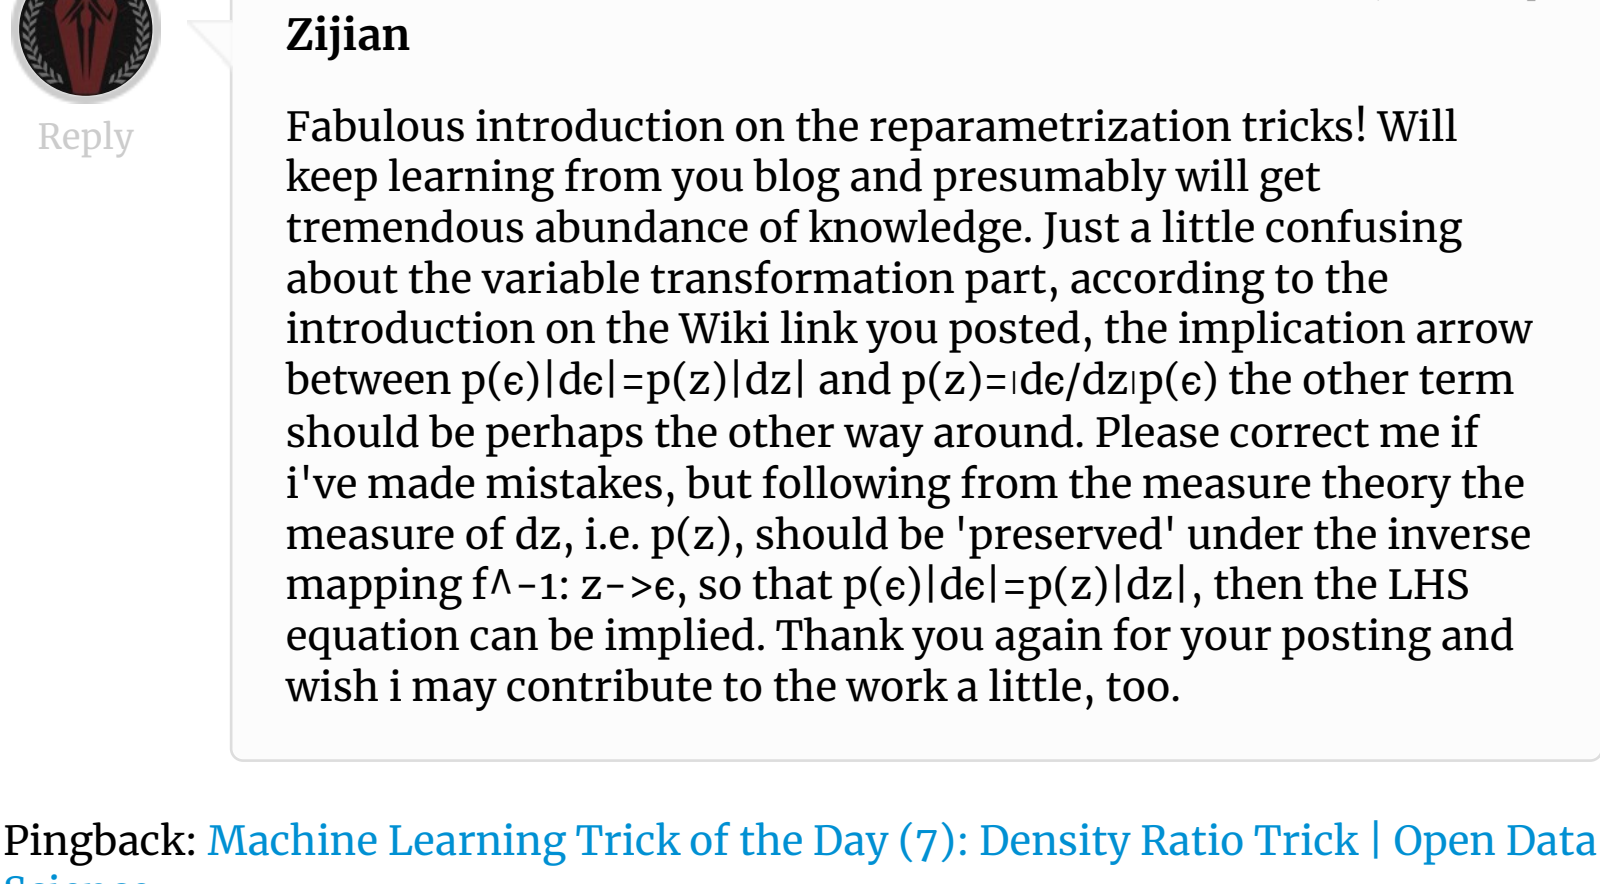 Zijian
Reply
Fabulous introduction on the reparametrization tricks! Will
keep learning from you blog and presumably will get
tremendous abundance of knowledge. Just a little confusing
about the variable transformation part, according to the
introduction on the Wiki link you posted, the implication arrow
between p(ϵ)|dϵ|=p(z)|dz| and p(z)=∣dϵ/dz∣p(ϵ) the other term
should be perhaps the other way around. Please correct me if
i've made mistakes, but following from the measure theory the
measure of dz, i.e. p(z), should be 'preserved' under the inverse
mapping f^-1: z->ϵ, so that p(ϵ)|dϵ|=p(z)|dz|, then the LHS
equation can be implied. Thank you again for your posting and
wish i may contribute to the work a little, too.
Pingback: Machine Learning Trick of the Day (7): Density Ratio Trick | Open Data